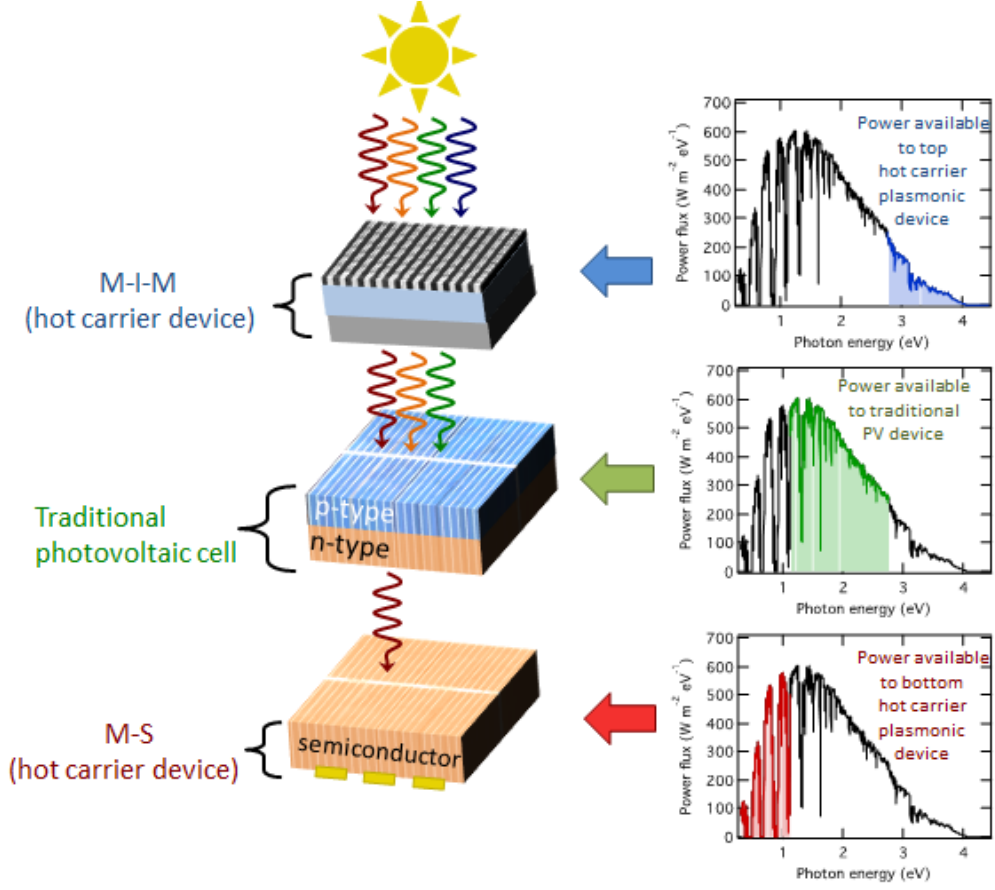 700
600
500
400
300
200
100
0
Power flux (W m⁻² eV⁻¹)
Power available
to top
hot carrier
plasmonic
device
1
2
3
4
Photon energy (eV)
M-I-M
(hot carrier device)
700
600
500
400
300
200
100
0
Power flux (W m⁻² eV⁻¹)
Power available
to traditional
PV device
1
2
3
4
Photon energy (eV)
Traditional
photovoltaic cell
p-type
n-type
700
600
500
400
300
200
100
0
Power flux (W m⁻² eV⁻¹)
Power available
to bottom
hot carrier
plasmonic
device
1
2
3
4
Photon energy (eV)
M-S
(hot carrier device)
semiconductor